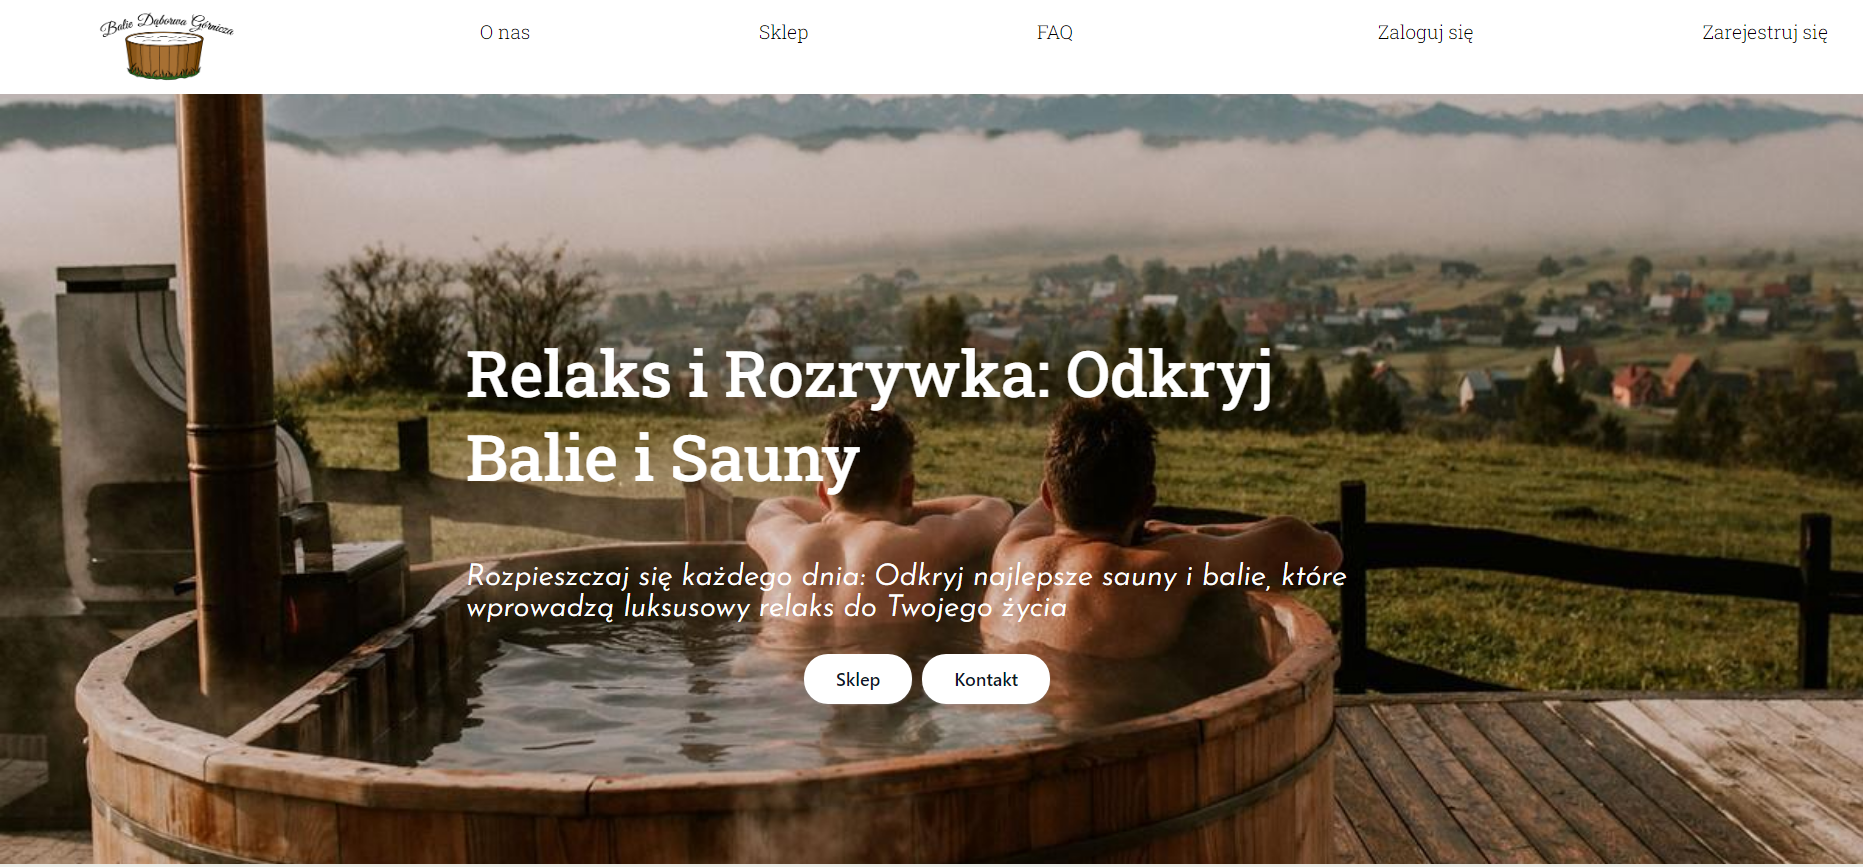 Balie Dąborwa Górnicza
O nas
Sklep
FAQ
Zaloguj się
Zarejestruj się
Relaks i Rozrywka: Odkryj
Balie i Sauny
Rozpieszczaj się każdego dnia: Odkryj najlepsze sauny i balie, które
wprowadzą luksusowy relaks do Twojego życia
Sklep
Kontakt